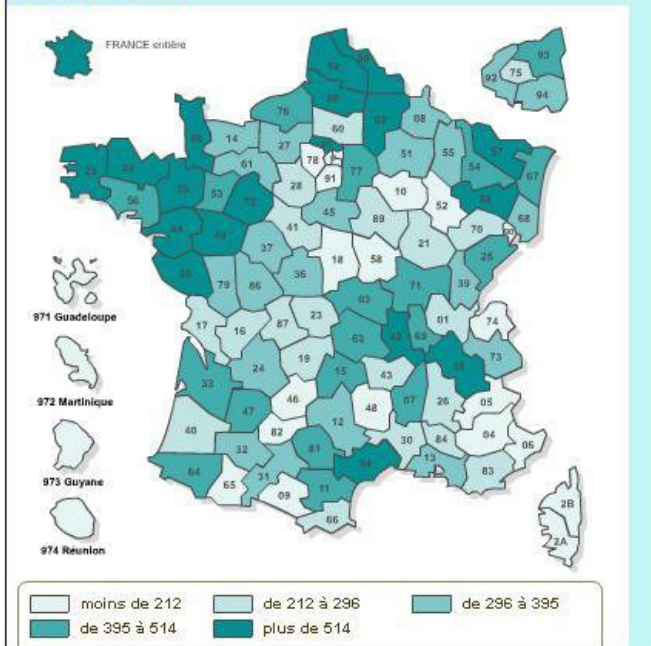 FRANCE entière
62 59
80
76 02 08 93
60 92 75
94
50 14 27 51 55 57
78 54 67
61 91 77
29 22 35 53 72 28 10 88 68
56 45 52
89 70 90
41
44 49 37 21 25
18 58
85 79 86 36 71 39
03
971 Guadeloupe
17 16 87 23 01 74
63 42 69
73
19 38
24 15 43
33
972 Martinique
46 48 07 26 05
47
40 12
82 30 84 04 06
32 81 34 13
64 31 83
973 Guyane
65 09 11
66
2B
2A
974 Réunion
moins de 212 de 212 à 296 de 296 à 395
de 395 à 514 plus de 514